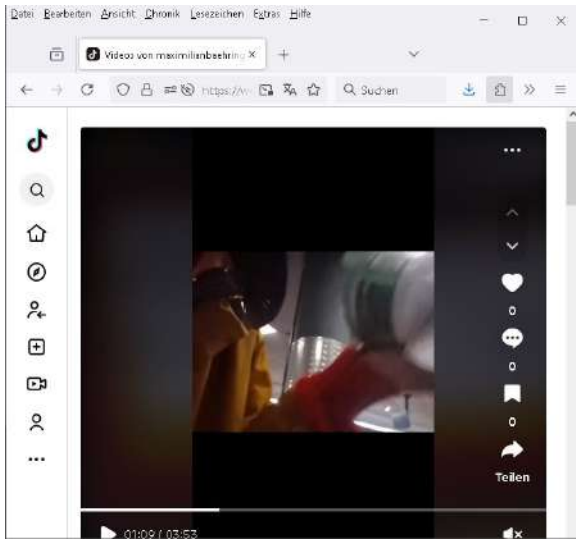 Datei Bearbeiten Ansicht Chronik Lesezeichen Extras Hilfe
Videos von maximilianbaehring
Suchen
0
0
0
Teilen
01:09 / 03:53